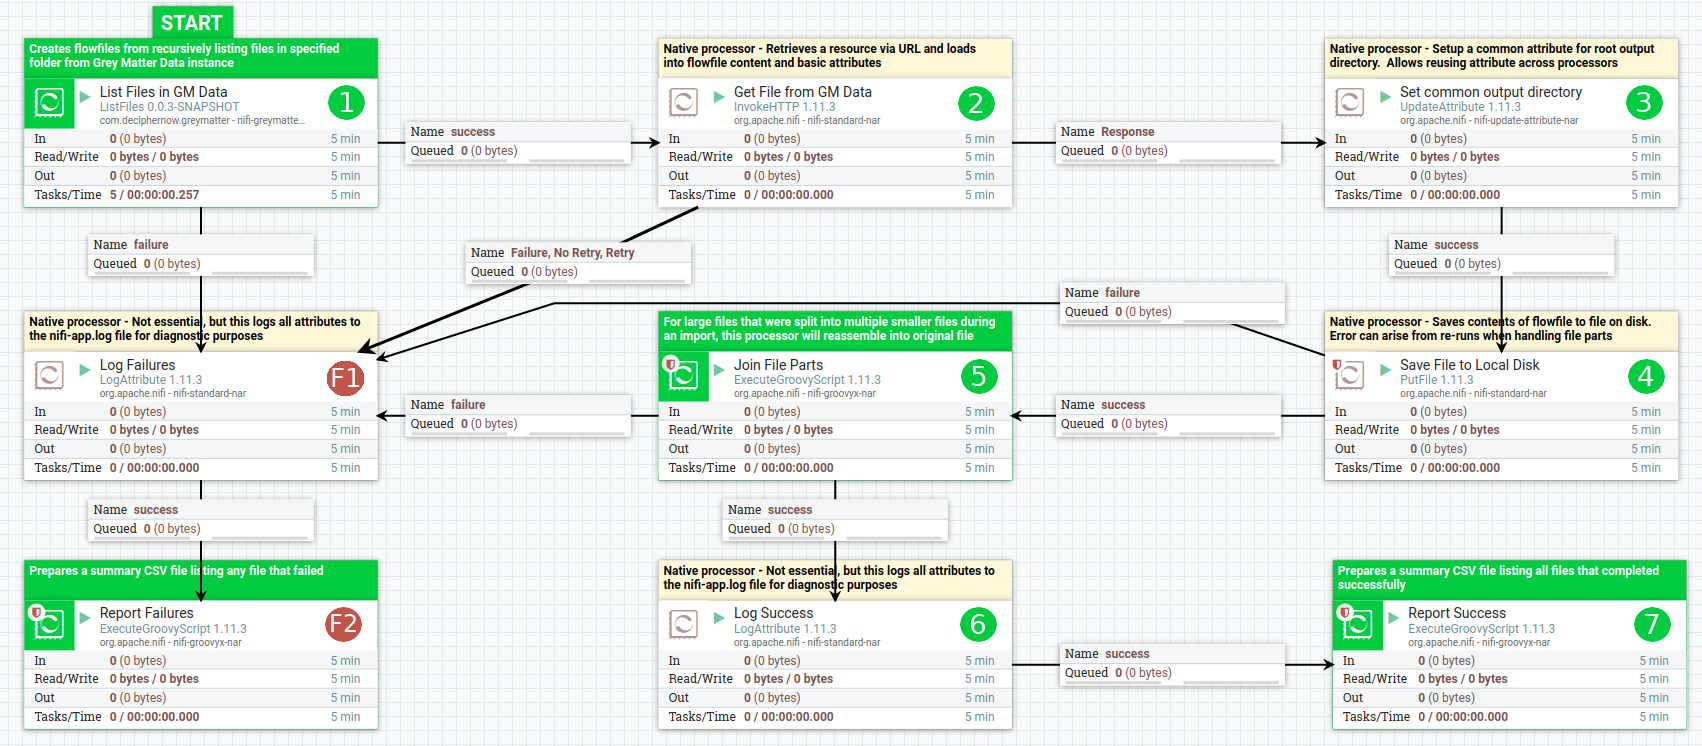 START
Creates flowfiles from recursively listing files in specified
folder from Grey Matter Data instance
List Files in GM Data
ListFiles 0.0.3-SNAPSHOT
com.deciphernow.greymatter - nifi-greymatte...
1
In 0 (0 bytes) 5 min
Read/Write 0 bytes / 0 bytes 5 min
Out 0 (0 bytes) 5 min
Tasks/Time 5 / 00:00:00.257 5 min
Name success
Queued 0 (0 bytes)
Native processor - Retrieves a resource via URL and loads
into flowfile content and basic attributes
Get File from GM Data
InvokeHTTP 1.11.3
org.apache.nifi - nifi-standard-nar
2
In 0 (0 bytes) 5 min
Read/Write 0 bytes / 0 bytes 5 min
Out 0 (0 bytes) 5 min
Tasks/Time 0 / 00:00:00.000 5 min
Name Response
Queued 0 (0 bytes)
Native processor - Setup a common attribute for root output
directory. Allows reusing attribute across processors
Set common output directory
UpdateAttribute 1.11.3
org.apache.nifi - nifi-update-attribute-nar
3
In 0 (0 bytes) 5 min
Read/Write 0 bytes / 0 bytes 5 min
Out 0 (0 bytes) 5 min
Tasks/Time 0 / 00:00:00.000 5 min
Name failure
Queued 0 (0 bytes)
Name Failure, No Retry, Retry
Queued 0 (0 bytes)
Name success
Queued 0 (0 bytes)
Name failure
Queued 0 (0 bytes)
Native processor - Not essential, but this logs all attributes to
the nifi-app.log file for diagnostic purposes
Log Failures
LogAttribute 1.11.3
org.apache.nifi - nifi-standard-nar
F1
In 0 (0 bytes) 5 min
Read/Write 0 bytes / 0 bytes 5 min
Out 0 (0 bytes) 5 min
Tasks/Time 0 / 00:00:00.000 5 min
Name failure
Queued 0 (0 bytes)
For large files that were split into multiple smaller files during
an import, this processor will reassemble into original file
Join File Parts
ExecuteGroovyScript 1.11.3
org.apache.nifi - nifi-groovyx-nar
5
In 0 (0 bytes) 5 min
Read/Write 0 bytes / 0 bytes 5 min
Out 0 (0 bytes) 5 min
Tasks/Time 0 / 00:00:00.000 5 min
Name success
Queued 0 (0 bytes)
Native processor - Saves contents of flowfile to file on disk.
Error can arise from re-runs when handling file parts
Save File to Local Disk
PutFile 1.11.3
org.apache.nifi - nifi-standard-nar
4
In 0 (0 bytes) 5 min
Read/Write 0 bytes / 0 bytes 5 min
Out 0 (0 bytes) 5 min
Tasks/Time 0 / 00:00:00.000 5 min
Name success
Queued 0 (0 bytes)
Name success
Queued 0 (0 bytes)
Prepares a summary CSV file listing any file that failed
Report Failures
ExecuteGroovyScript 1.11.3
org.apache.nifi - nifi-groovyx-nar
F2
In 0 (0 bytes) 5 min
Read/Write 0 bytes / 0 bytes 5 min
Out 0 (0 bytes) 5 min
Tasks/Time 0 / 00:00:00.000 5 min
Native processor - Not essential, but this logs all attributes to
the nifi-app.log file for diagnostic purposes
Log Success
LogAttribute 1.11.3
org.apache.nifi - nifi-standard-nar
6
In 0 (0 bytes) 5 min
Read/Write 0 bytes / 0 bytes 5 min
Out 0 (0 bytes) 5 min
Tasks/Time 0 / 00:00:00.000 5 min
Name success
Queued 0 (0 bytes)
Prepares a summary CSV file listing all files that completed
successfully
Report Success
ExecuteGroovyScript 1.11.3
org.apache.nifi - nifi-groovyx-nar
7
In 0 (0 bytes) 5 min
Read/Write 0 bytes / 0 bytes 5 min
Out 0 (0 bytes) 5 min
Tasks/Time 0 / 00:00:00.000 5 min